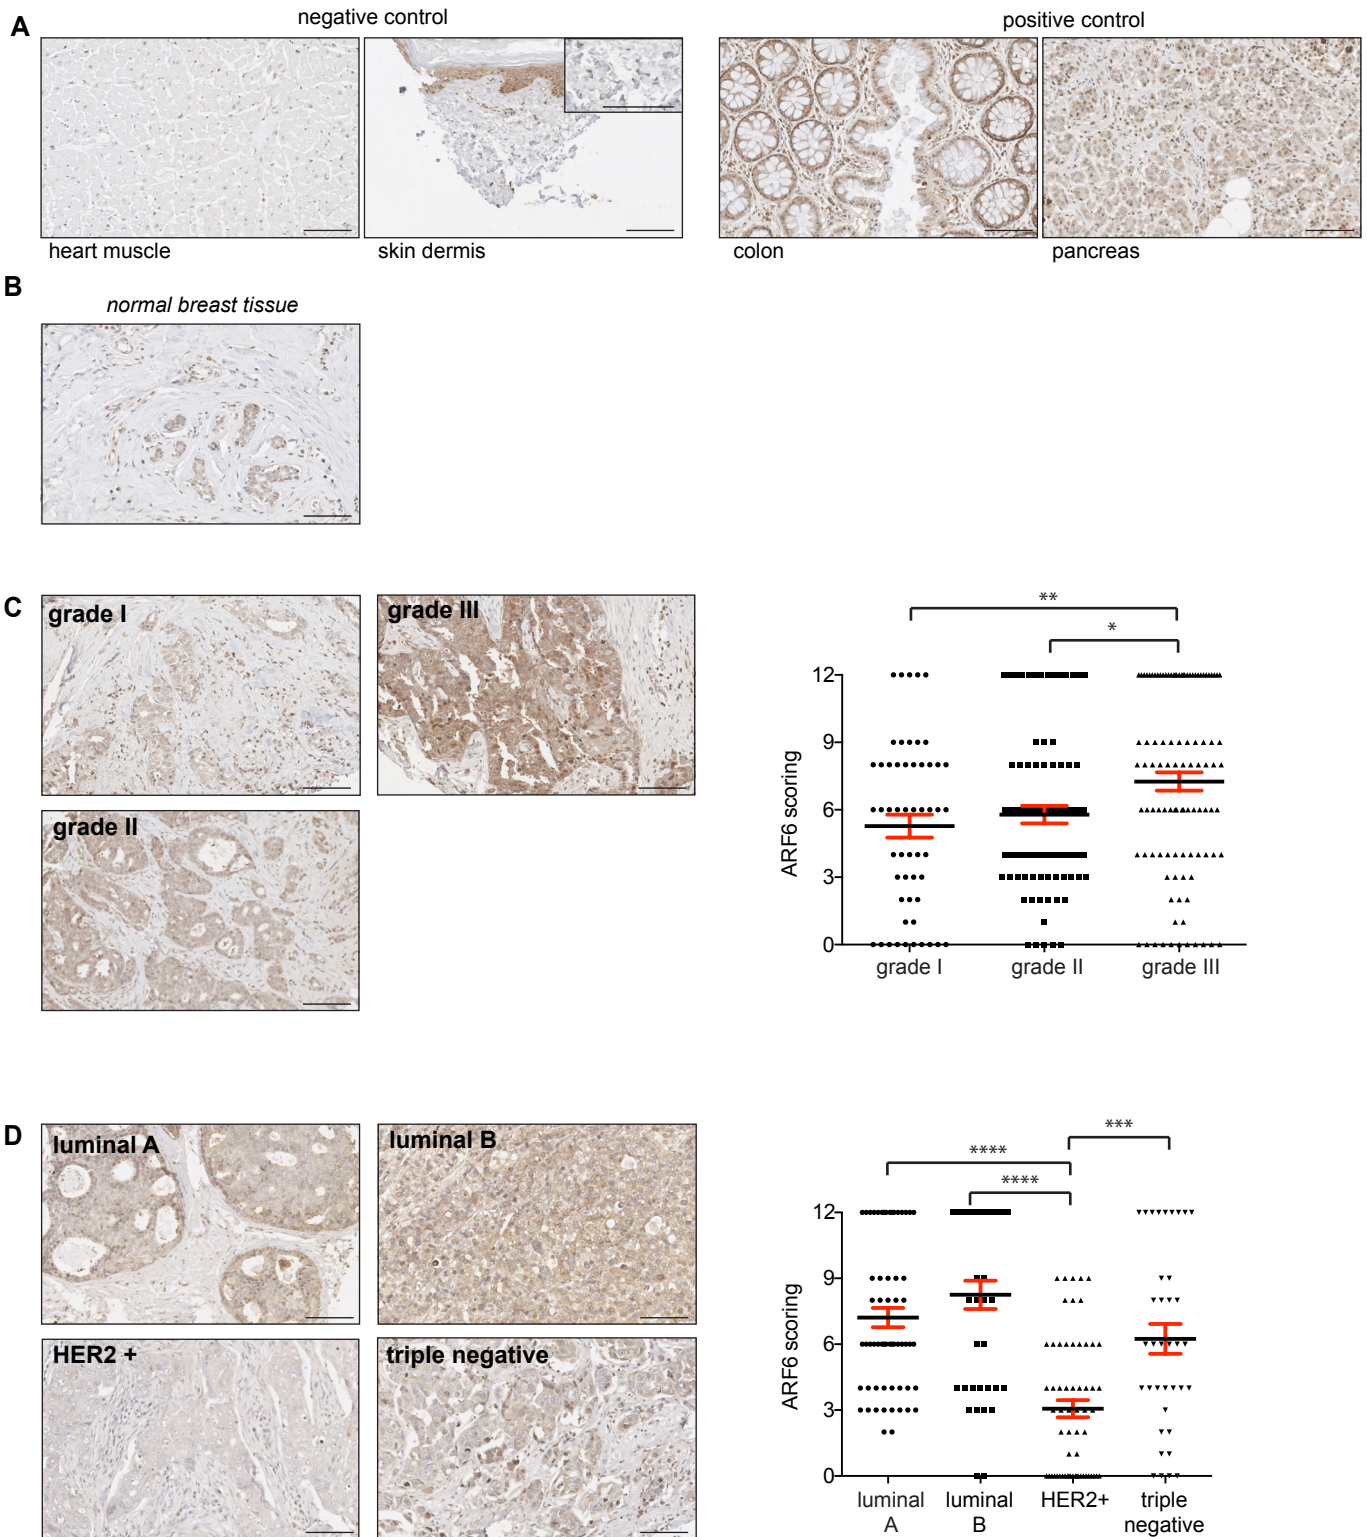 A
negative control
positive control
heart muscle
skin dermis
colon
pancreas
B
normal breast tissue
C
grade I
grade III
grade II
**
*
12
9
6
3
0
ARF6 scoring
grade I
grade II
grade III
D
luminal A
luminal B
HER2 +
triple negative
***
****
****
12
9
6
3
0
ARF6 scoring
luminal A
luminal B
HER2+
triple negative